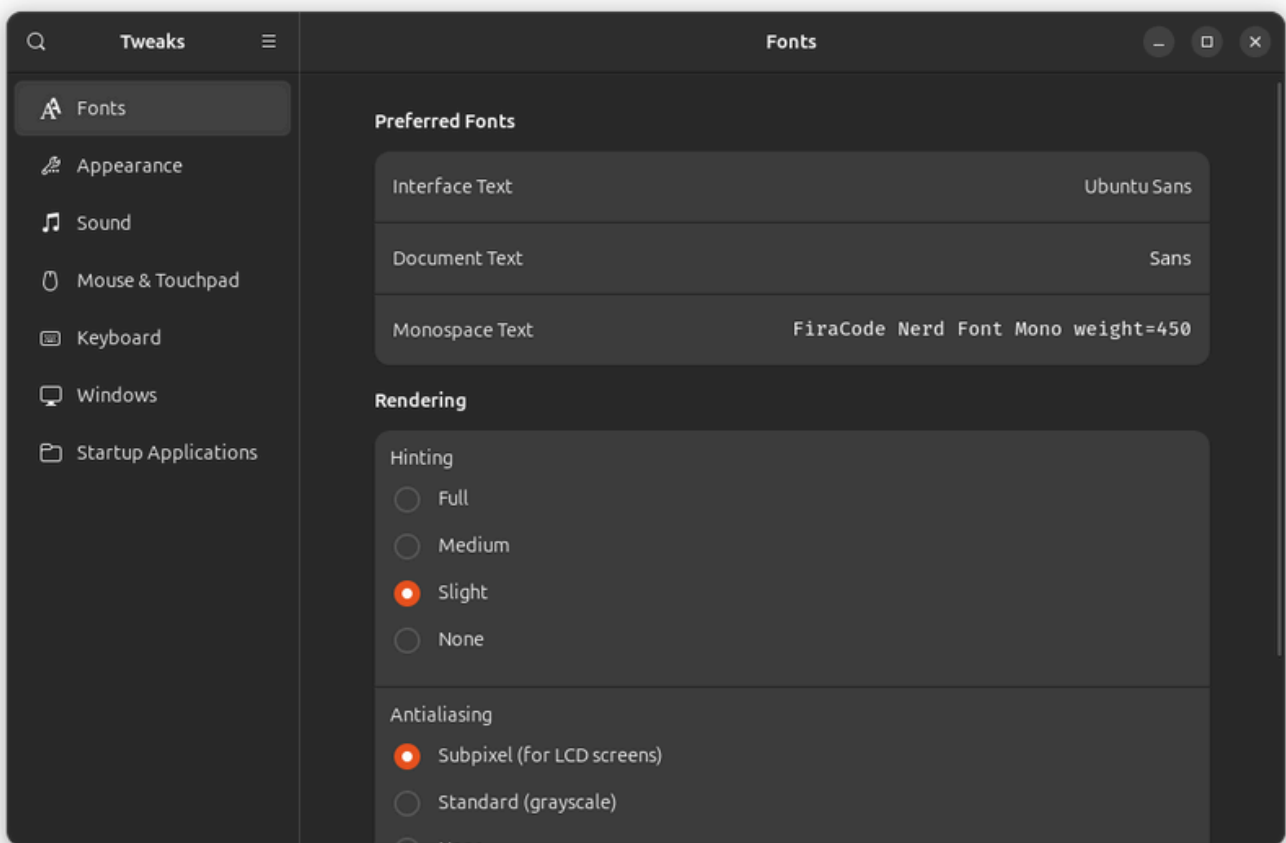 Tweaks
Fonts
Appearance
Sound
Mouse & Touchpad
Keyboard
Windows
Startup Applications
Fonts
Preferred Fonts
Interface Text Ubuntu Sans
Document Text Sans
Monospace Text FiraCode Nerd Font Mono weight=450
Rendering
Hinting
Full
Medium
Slight
None
Antialiasing
Subpixel (for LCD screens)
Standard (grayscale)